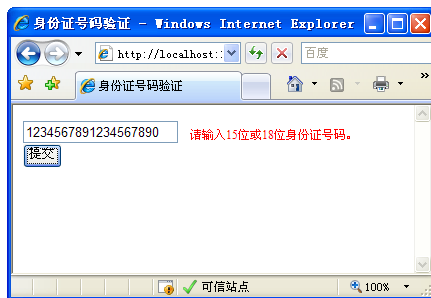 身份证号码验证 - Windows Internet Explorer
http://localhost:
百度
身份证号码验证
»
1234567891234567890
请输入15位或18位身份证号码。
提交
可信站点
100%